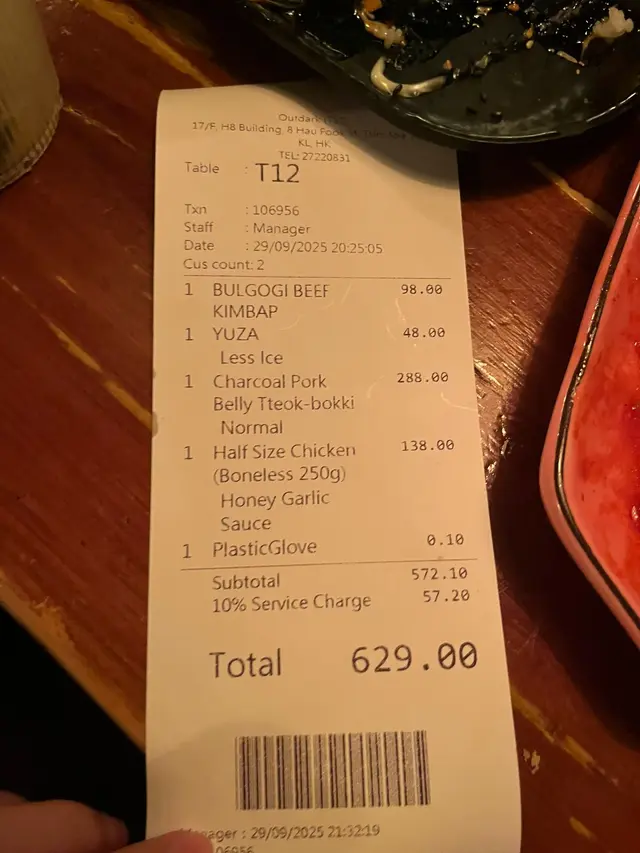 Outdark
17/F, H8 Building, 8 Hau Fook
KL, HK
TEL: 27220831
Table : T12
Txn : 106956
Staff : Manager
Date : 29/09/2025 20:25:05
Cus count: 2
1 BULGOGI BEEF 98.00
KIMBAP
1 YUZA 48.00
Less Ice
1 Charcoal Pork 288.00
Belly Tteok-bokki
Normal
1 Half Size Chicken 138.00
(Boneless 250g)
Honey Garlic
Sauce
1 PlasticGlove 0.10
Subtotal 572.10
10% Service Charge 57.20
Total 629.00
Manager : 29/09/2025 21:32:19
106956